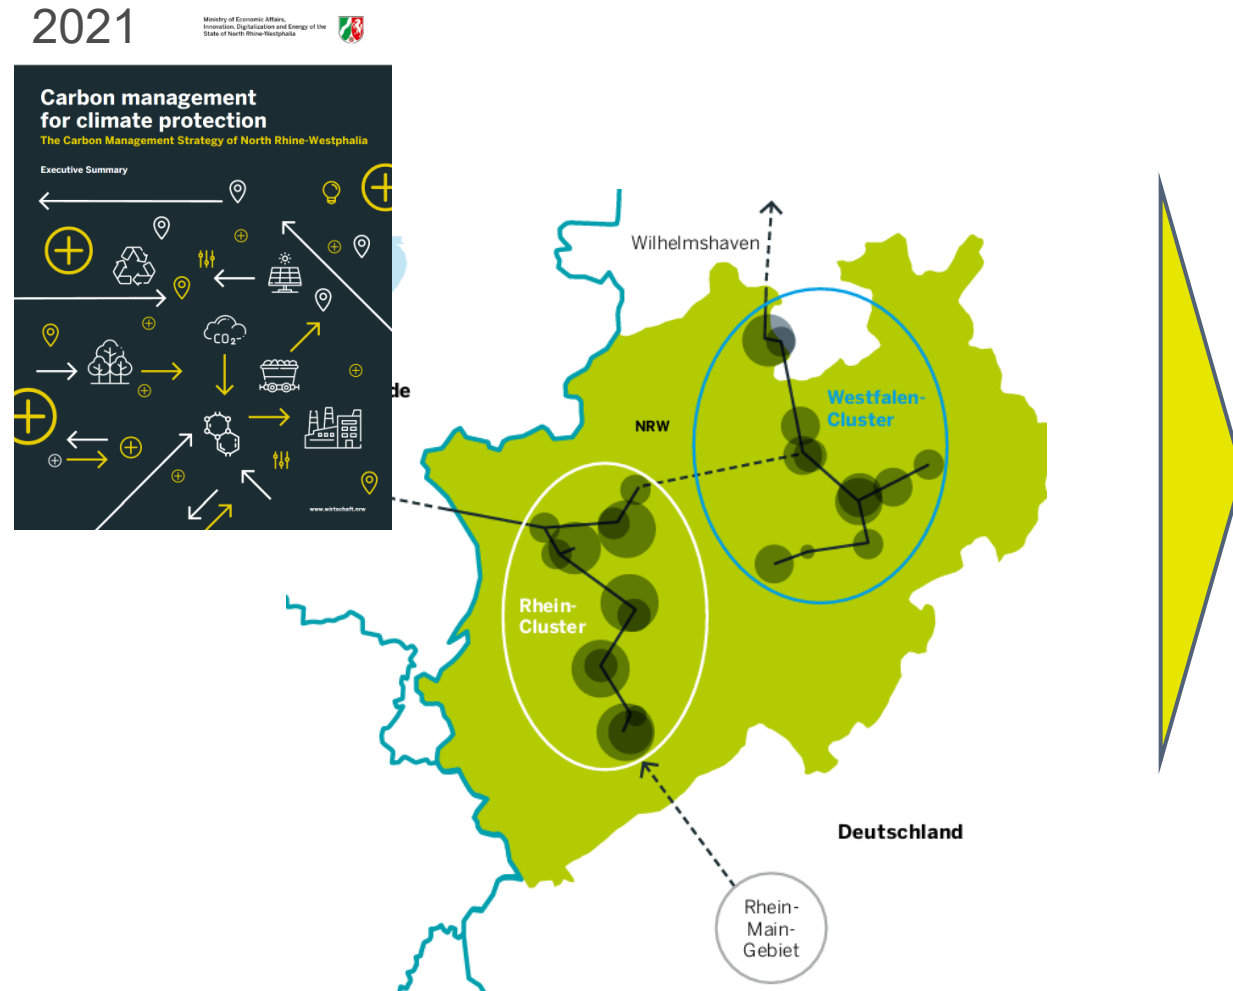 2021
Ministry of Economic Affairs,
Innovation, Digitalization and Energy of the
State of North Rhine-Westphalia
Carbon management
for climate protection
The Carbon Management Strategy of North Rhine-Westphalia
Executive Summary
CO2-
www.wirtschaft.nrw
de
Wilhelmshaven
NRW
Westfalen-
Cluster
Rhein-
Cluster
Deutschland
Rhein-
Main-
Gebiet